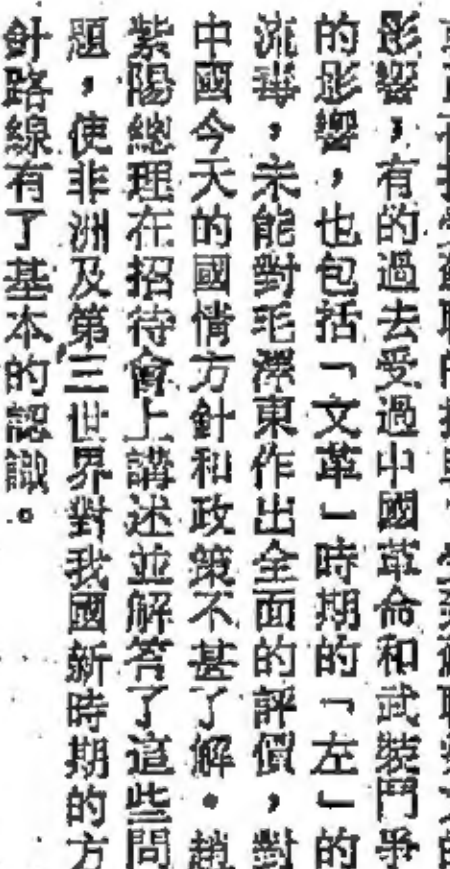 影響,有的過去受過中國革命和武裝鬥爭
的影響,也包括「文革」時期的「左」的
流毒,未能對毛澤東作出全面的評價,對
中國今天的國情方針和政策不甚了解。趙
紫陽總理在招待會上講述並解答了這些問
題,使非洲及第三世界對我國新時期的方
針路線有了基本的認識。